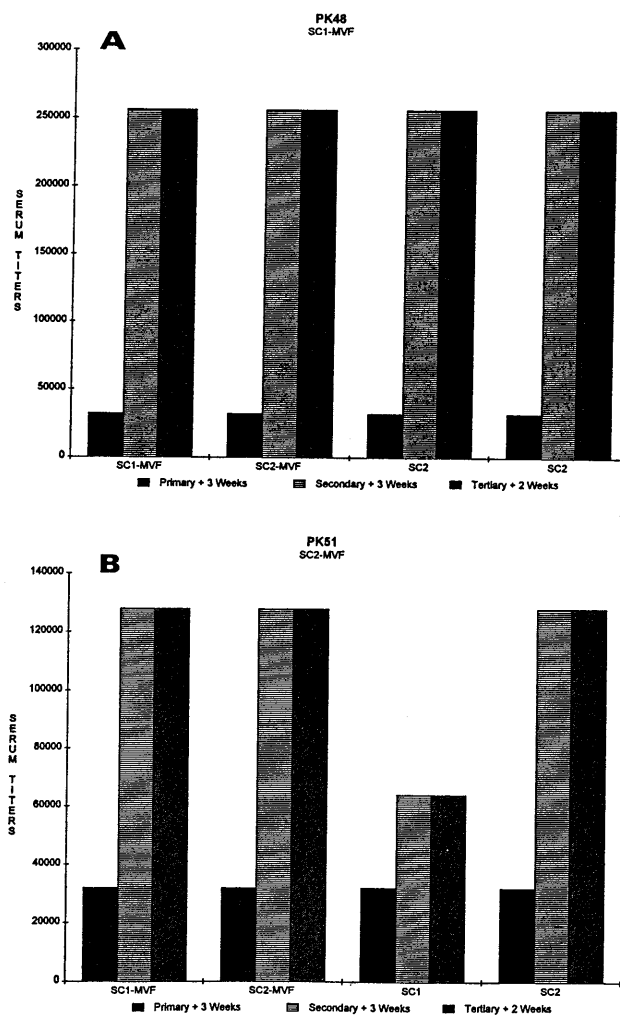 PK48
A
SC1-MVF
300000
250000
200000
150000
100000
50000
0
SERUM TITERS
SC1-MVF SC2-MVF SC2 SC2
Primary + 3 Weeks Secondary + 3 Weeks Tertiary + 2 Weeks
PK51
B
SC2-MVF
140000
120000
100000
80000
60000
40000
20000
0
SERUM TITERS
SC1-MVF SC2-MVF SC1 SC2
Primary + 3 Weeks Secondary + 3 Weeks Tertiary + 2 Weeks